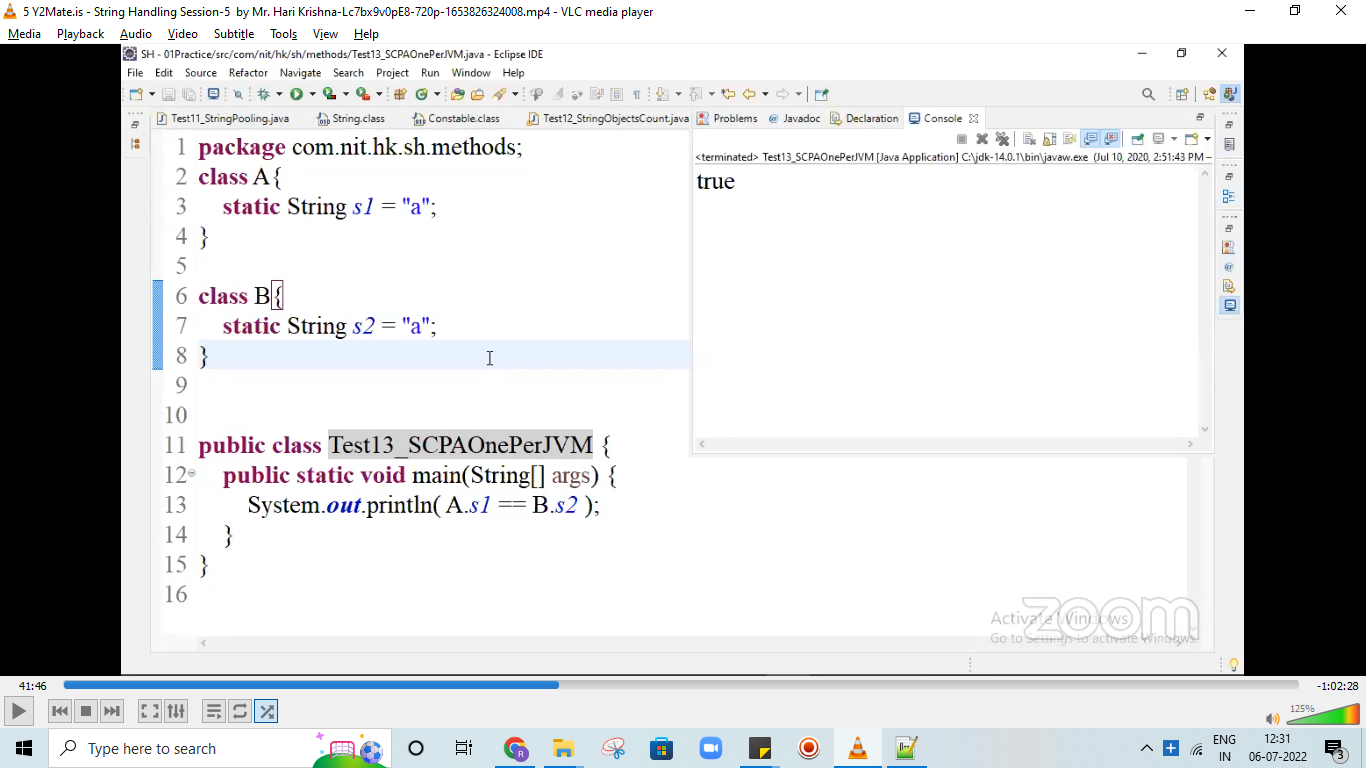 5 Y2Mate.is - String Handling Session-5  by Mr. Hari Krishna-Lc7bx9v0pE8-720p-1653826324008.mp4 - VLC media player
Media Playback Audio Video Subtitle Tools View Help
SH - 01Practice/src/com/nit/hk/sh/methods/Test13_SCPAOnePerJVM.java - Eclipse IDE
File Edit Source Refactor Navigate Search Project Run Window Help
Test11_StringPooling.java String.class Constable.class Test12_StringObjectsCount.java Problems @ Javadoc Declaration Console
<terminated> Test13_SCPAOnePerJVM [Java Application] C:\jdk-14.0.1\bin\javaw.exe (Jul 10, 2020, 2:51:43 PM –
true
1 package com.nit.hk.sh.methods;
2 class A{
3 static String s1 = "a";
4 }
5
6 class B{
7 static String s2 = "a";
8 }
9
10
11 public class Test13_SCPAOnePerJVM {
12 public static void main(String[] args) {
13 System.out.println( A.s1 == B.s2 );
14 }
15 }
16
zoom
Activate Windows
Go to Settings to activate Windows.
41:46 -1:02:28
125%
Type here to search
ENG
IN
12:31
06-07-2022
3